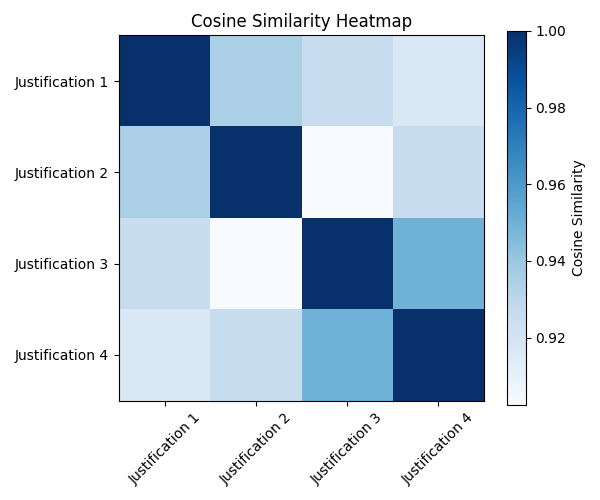 Cosine Similarity Heatmap
Justification 1
Justification 2
Justification 3
Justification 4
Justification 1
Justification 2
Justification 3
Justification 4
1.00
0.98
0.96
0.94
0.92
Cosine Similarity